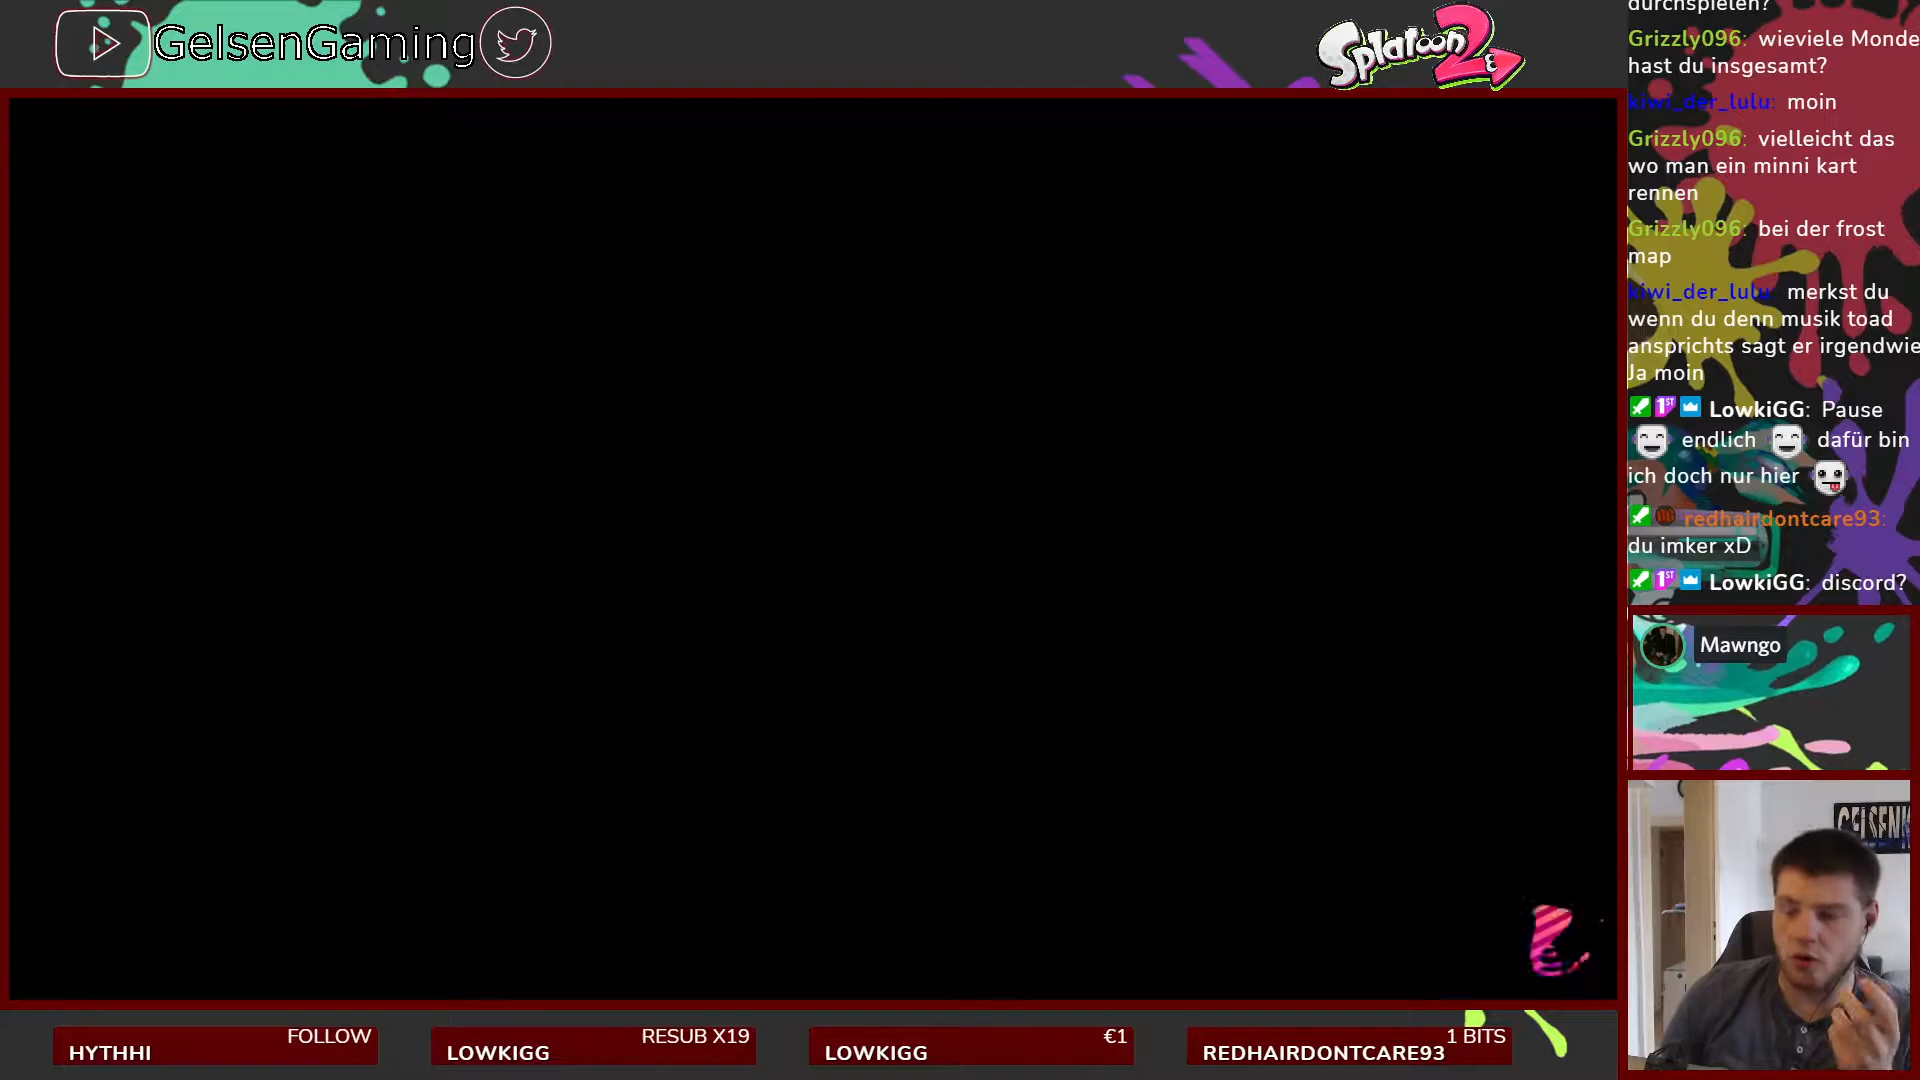 GelsenGaming
Splatoon 2
durchspielen?
Grizzly096: wieviele Monde
hast du insgesamt?
kiwi_der_lulu: moin
Grizzly096: vielleicht das
wo man ein minni kart
rennen
Grizzly096: bei der frost
map
kiwi_der_lulu: merkst du
wenn du denn musik toad
ansprichts sagt er irgendwie
Ja moin
1ST LowkiGG: Pause
endlich dafür bin
ich doch nur hier
redhairdontcare93:
du imker xD
1ST LowkiGG: discord?
Mawngo
HYTHHI FOLLOW
LOWKIGG RESUB X19
LOWKIGG €1
REDHAIRDONTCARE93 1 BITS